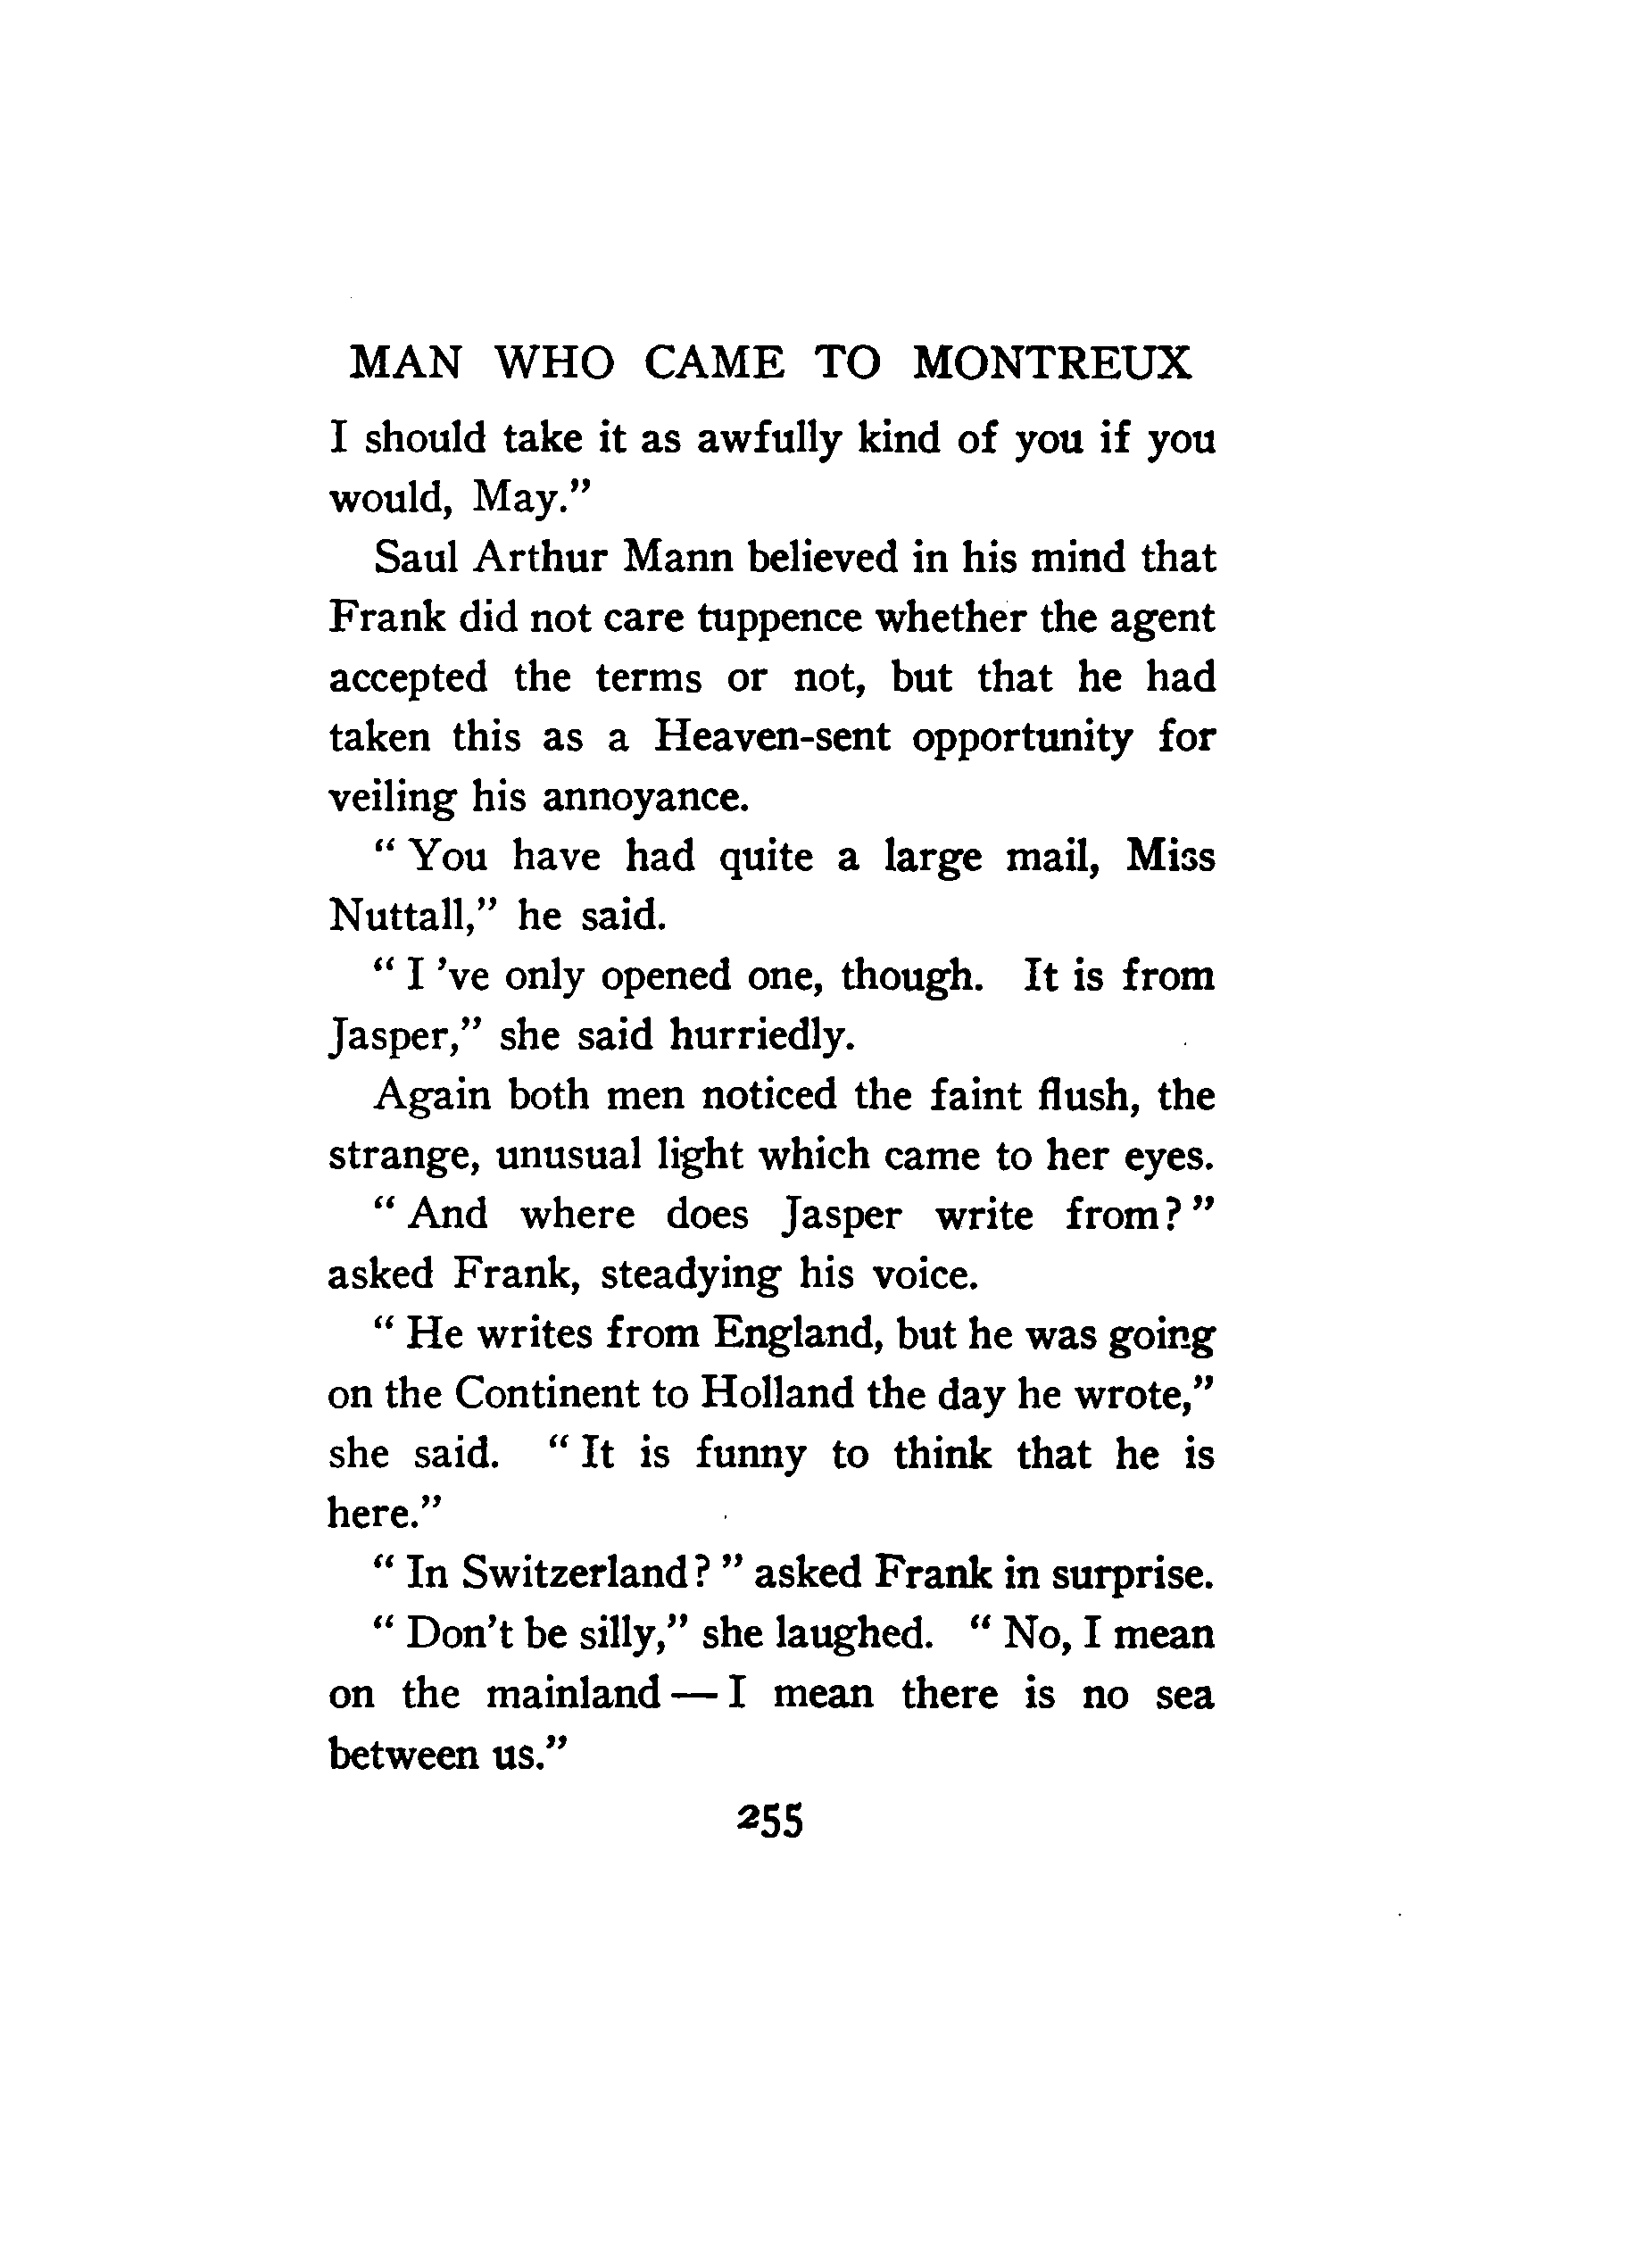 MAN WHO CAME TO MONTREUX
I should take it as awfully kind of you if you
would, May."
Saul Arthur Mann believed in his mind that
Frank did not care tuppence whether the agent
accepted the terms or not, but that he had
taken this as a Heaven-sent opportunity for
veiling his annoyance.
" You have had quite a large mail, Miss
Nuttall," he said.
" I 've only opened one, though. It is from
Jasper," she said hurriedly.
Again both men noticed the faint flush, the
strange, unusual light which came to her eyes.
" And where does Jasper write from? "
asked Frank, steadying his voice.
" He writes from England, but he was going
on the Continent to Holland the day he wrote,"
she said. " It is funny to think that he is
here."
" In Switzerland? " asked Frank in surprise.
" Don't be silly," she laughed. " No, I mean
on the mainland — I mean there is no sea
between us."
255